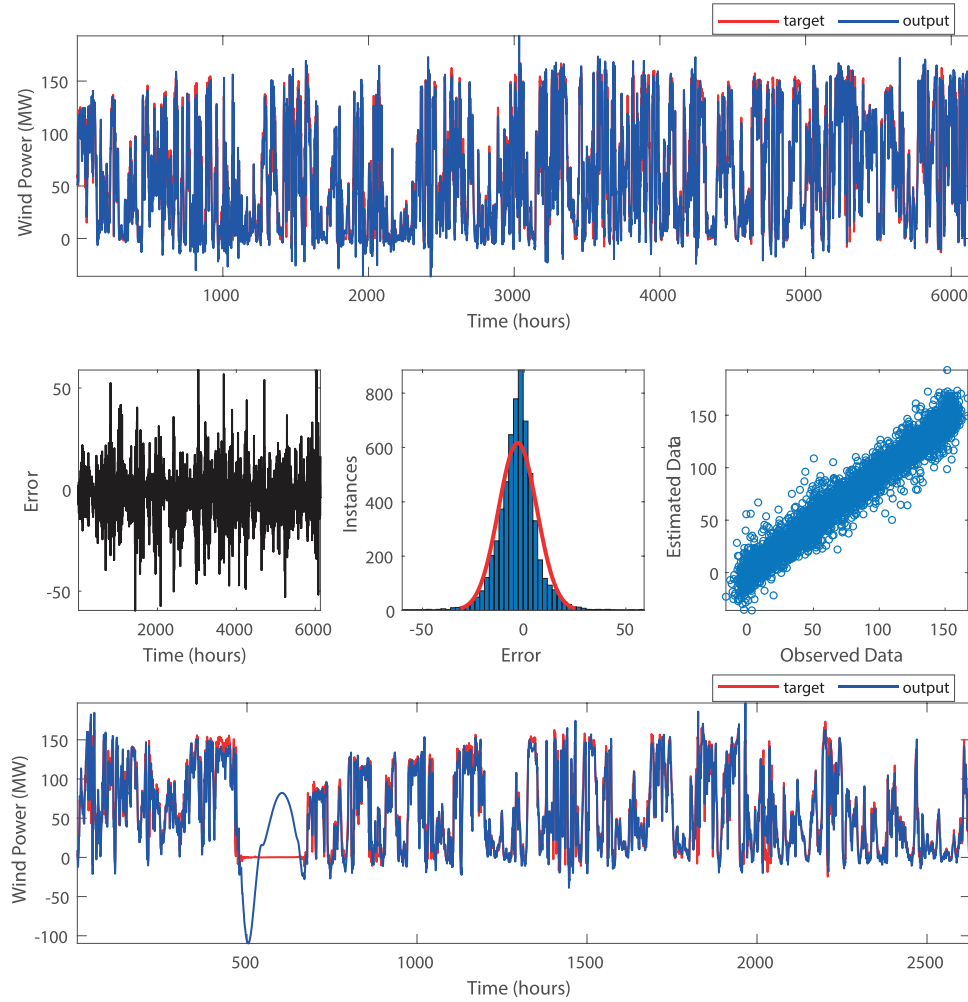 target output
150
100
50
0
Wind Power (MW)
1000 2000 3000 4000 5000 6000
Time (hours)
50
0
-50
Error
2000 4000 6000
Time (hours)
800
600
400
200
0
Instances
-50 0 50
Error
150
100
50
0
Estimated Data
0 50 100 150
Observed Data
target output
150
100
50
0
-50
-100
Wind Power (MW)
500 1000 1500 2000 2500
Time (hours)